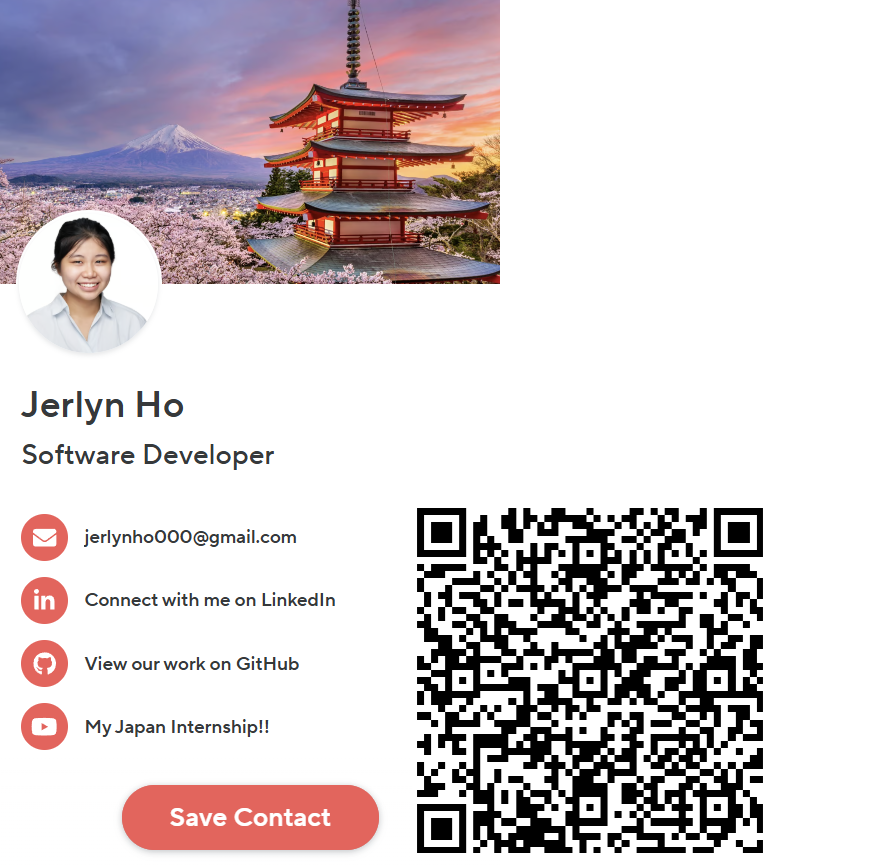 Jerlyn Ho
Software Developer
jerlynho000@gmail.com
Connect with me on LinkedIn
View our work on GitHub
My Japan Internship!!
Save Contact